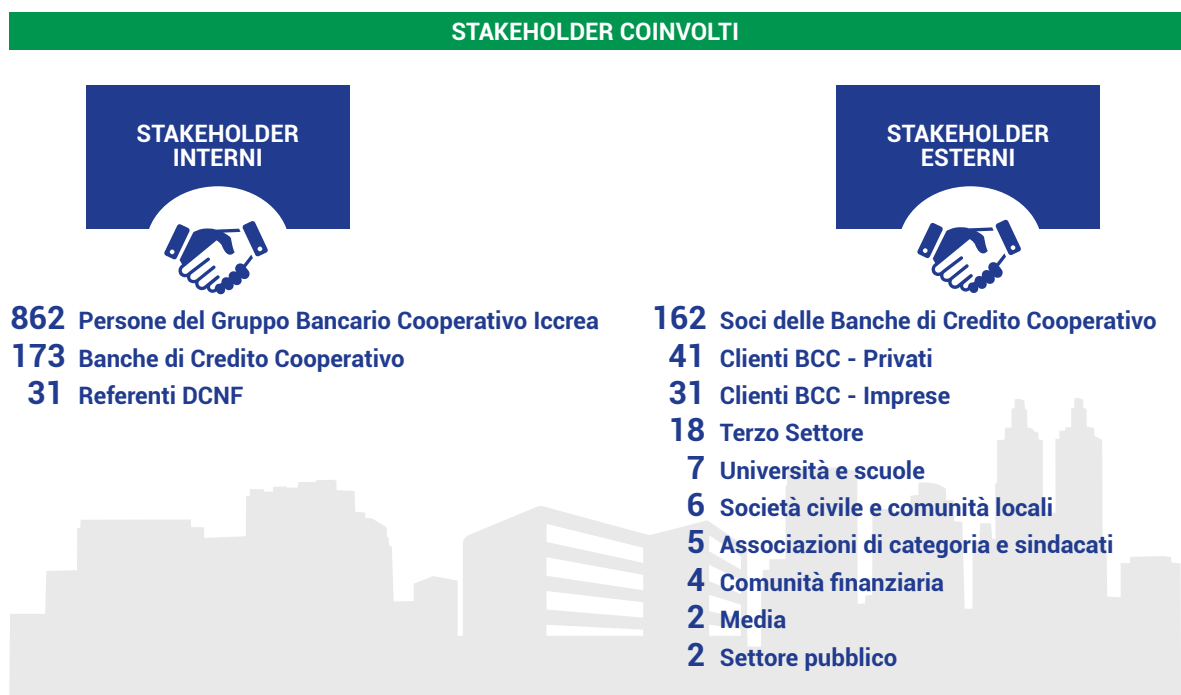 STAKEHOLDER COINVOLTI
STAKEHOLDER
INTERNI
862 Persone del Gruppo Bancario Cooperativo Iccrea
173 Banche di Credito Cooperativo
31 Referenti DCNF
STAKEHOLDER
ESTERNI
162 Soci delle Banche di Credito Cooperativo
41 Clienti BCC - Privati
31 Clienti BCC - Imprese
18 Terzo Settore
7 Università e scuole
6 Società civile e comunità locali
5 Associazioni di categoria e sindacati
4 Comunità finanziaria
2 Media
2 Settore pubblico